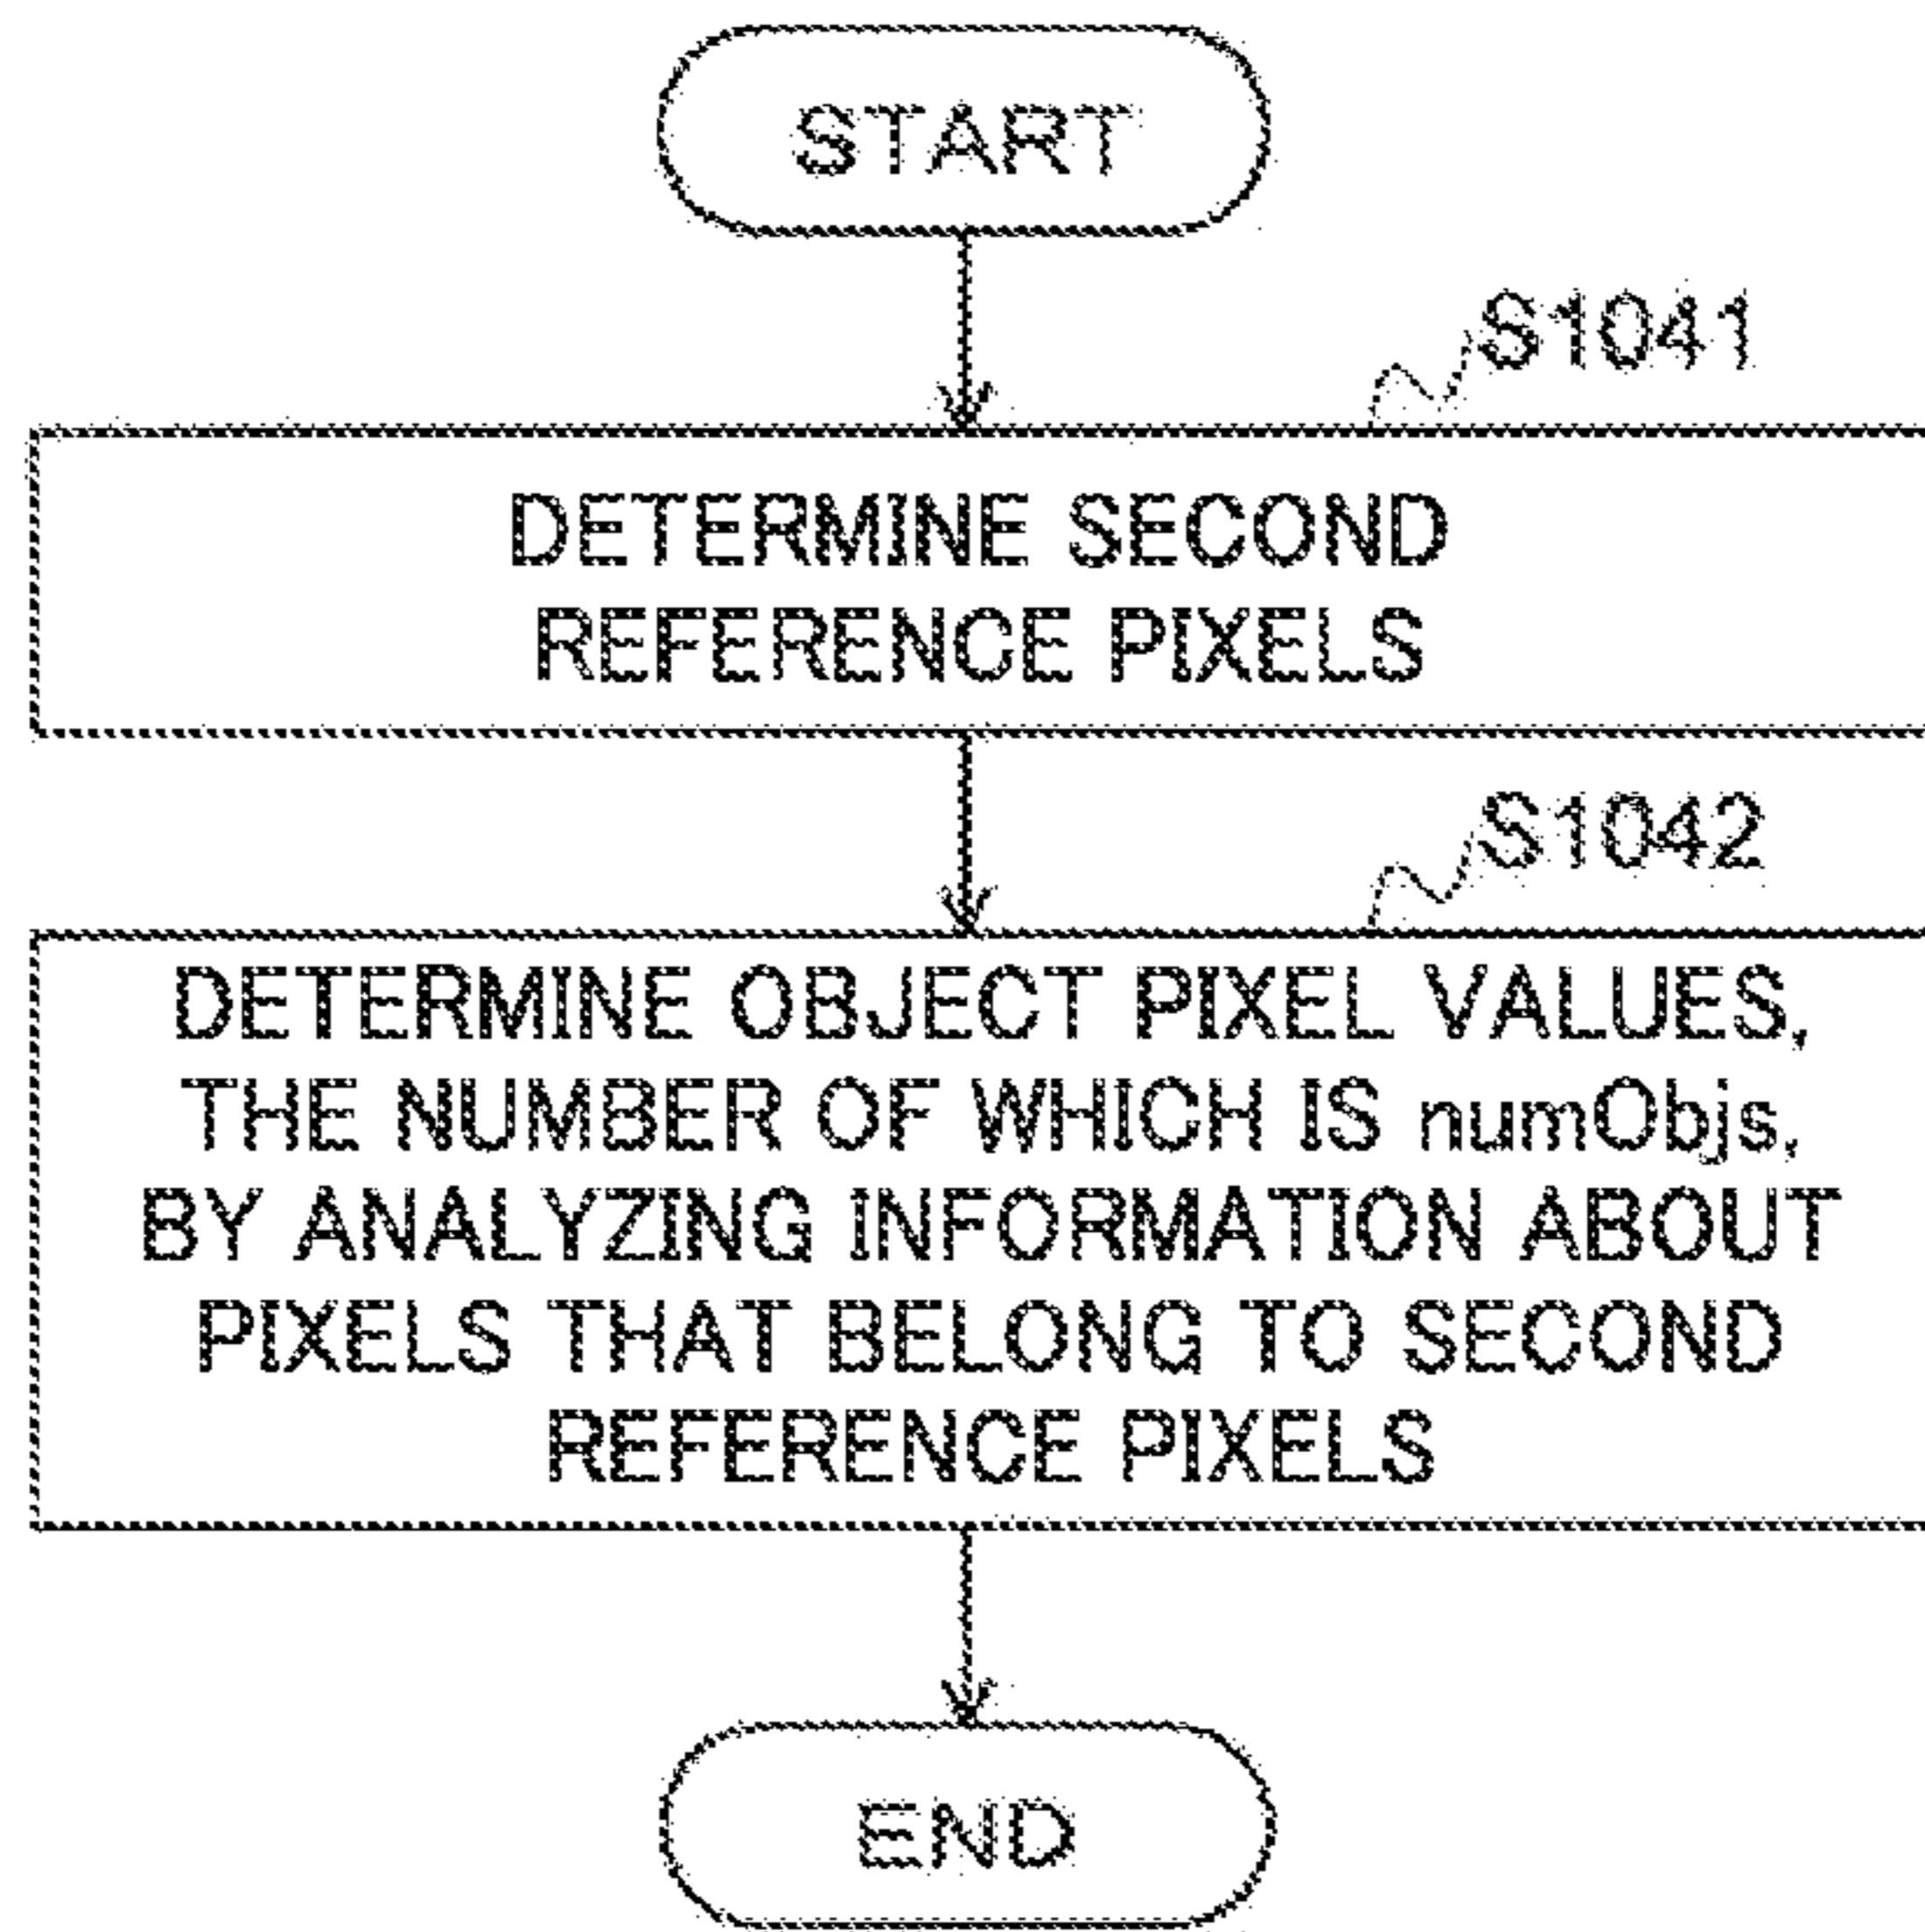 START
S1041
DETERMINE SECOND
REFERENCE PIXELS
S1042
DETERMINE OBJECT PIXEL VALUES,
THE NUMBER OF WHICH IS numObjs,
BY ANALYZING INFORMATION ABOUT
PIXELS THAT BELONG TO SECOND
REFERENCE PIXELS
END